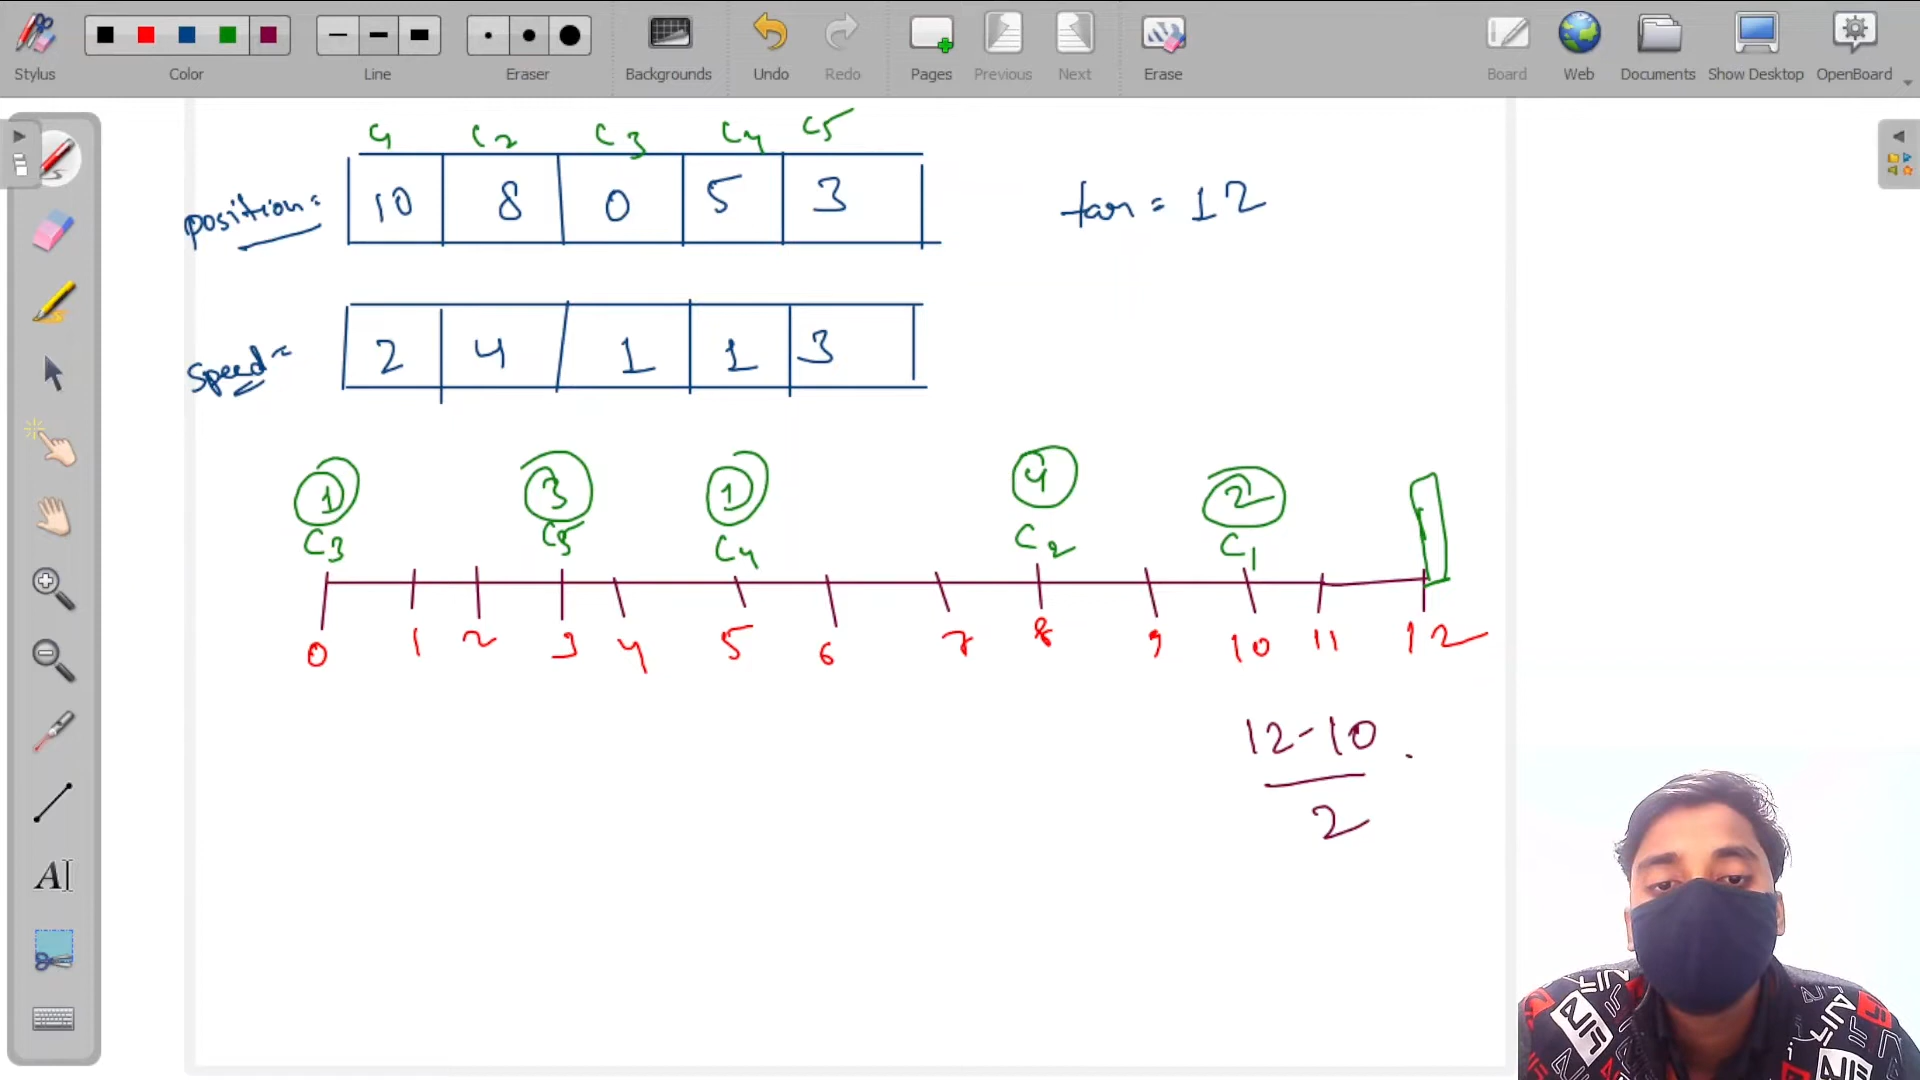 Stylus Color Line Eraser Backgrounds Undo Redo Pages Previous Next Erase Board Web Documents Show Desktop OpenBoard
C1 C2 C3 C4 C5
position = 10 8 0 5 3
tar = 12
speed = 2 4 1 1 3
1 3 1 4 2
C3 C5 C4 C2 C1
0 1 2 3 4 5 6 7 8 9 10 11 12
12-10
2
AI